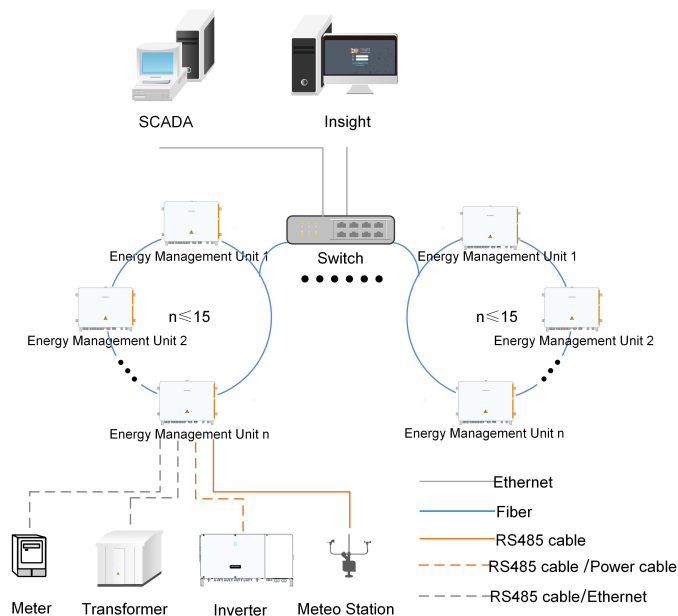 SCADA
Insight
Energy Management Unit 1
Switch
Energy Management Unit 1
n≤15
n≤15
Energy Management Unit 2
Energy Management Unit 2
Energy Management Unit n
Energy Management Unit n
Ethernet
Fiber
RS485 cable
RS485 cable /Power cable
RS485 cable/Ethernet
Meter
Transformer
Inverter
Meteo Station